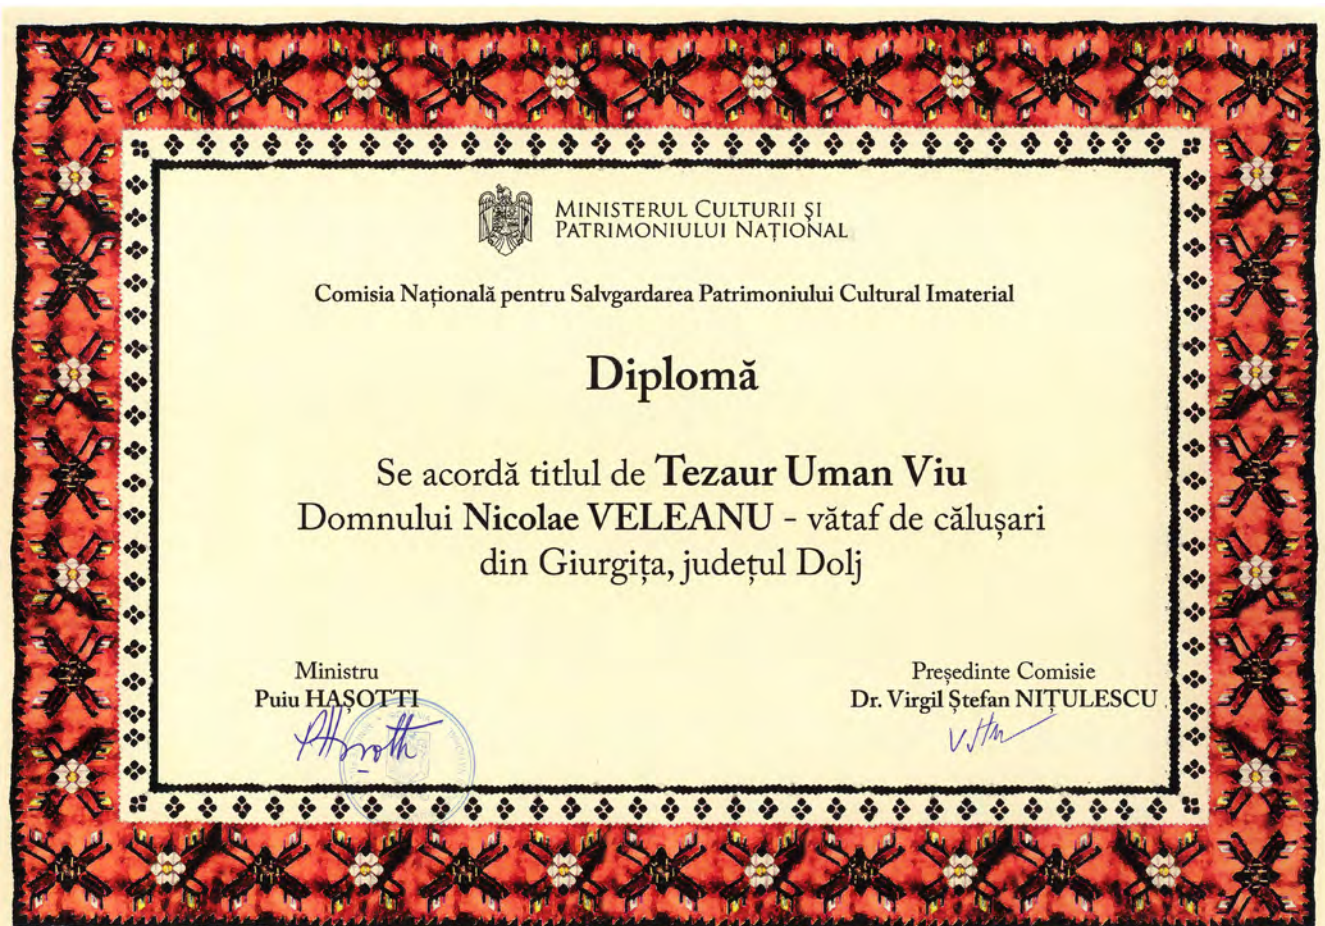 MINISTERUL CULTURII ȘI
PATRIMONIULUI NAȚIONAL
Comisia Națională pentru Salvgardarea Patrimoniului Cultural Imaterial
Diplomă
Se acordă titlul de Tezaur Uman Viu
Domnului Nicolae VELEANU - vătaf de călușari
din Giurgița, județul Dolj
Ministru
Puiu HAȘOTTI
Președinte Comisie
Dr. Virgil Ștefan NIȚULESCU